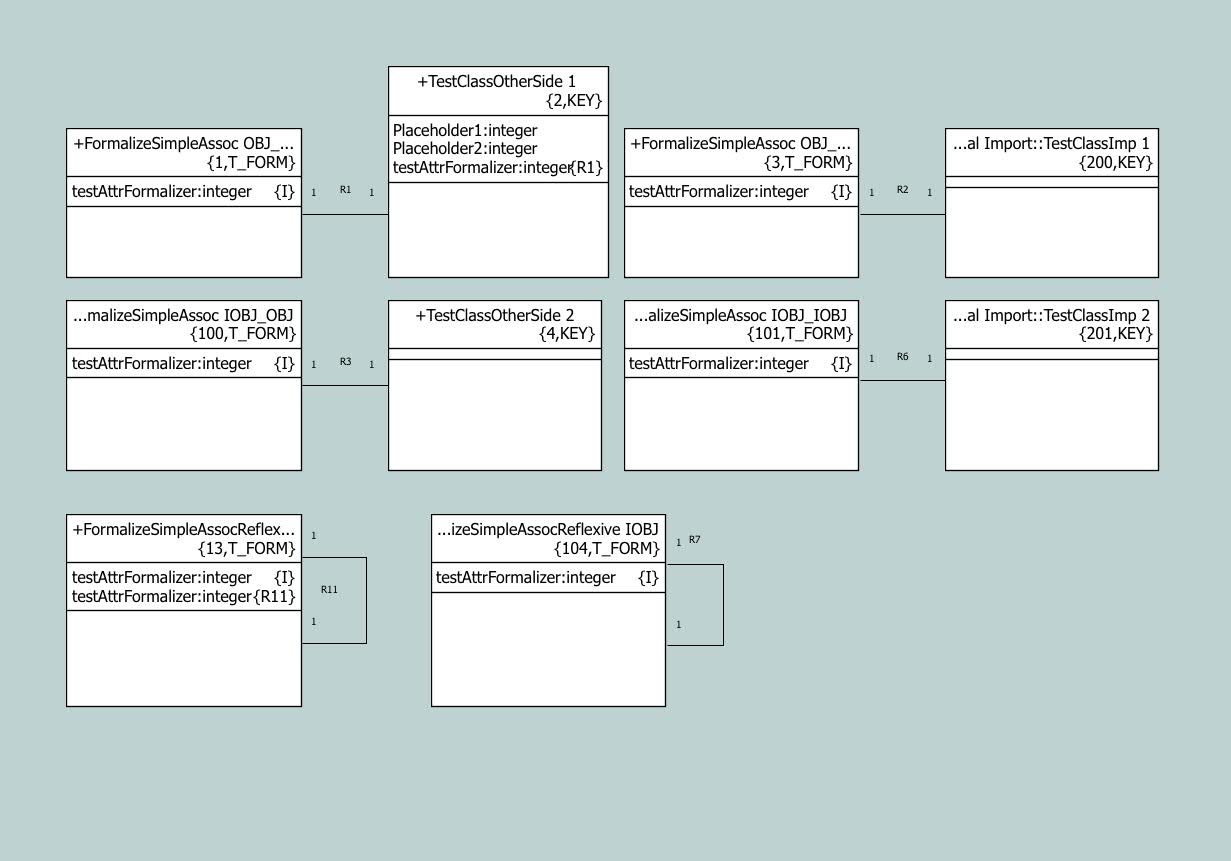 +TestClassOtherSide 1
{2,KEY}
Placeholder1:integer
Placeholder2:integer
testAttrFormalizer:integer{R1}
+FormalizeSimpleAssoc OBJ_...
{1,T_FORM}
testAttrFormalizer:integer {I}
1 R1 1
+FormalizeSimpleAssoc OBJ_...
{3,T_FORM}
testAttrFormalizer:integer {I}
1 R2 1
...al Import::TestClassImp 1
{200,KEY}
...malizeSimpleAssoc IOBJ_OBJ
{100,T_FORM}
testAttrFormalizer:integer {I}
1 R3 1
+TestClassOtherSide 2
{4,KEY}
...alizeSimpleAssoc IOBJ_IOBJ
{101,T_FORM}
testAttrFormalizer:integer {I}
1 R6 1
...al Import::TestClassImp 2
{201,KEY}
+FormalizeSimpleAssocReflex...
{13,T_FORM}
testAttrFormalizer:integer {I}
testAttrFormalizer:integer{R11}
1
R11
1
...izeSimpleAssocReflexive IOBJ
{104,T_FORM}
testAttrFormalizer:integer {I}
1 R7
1